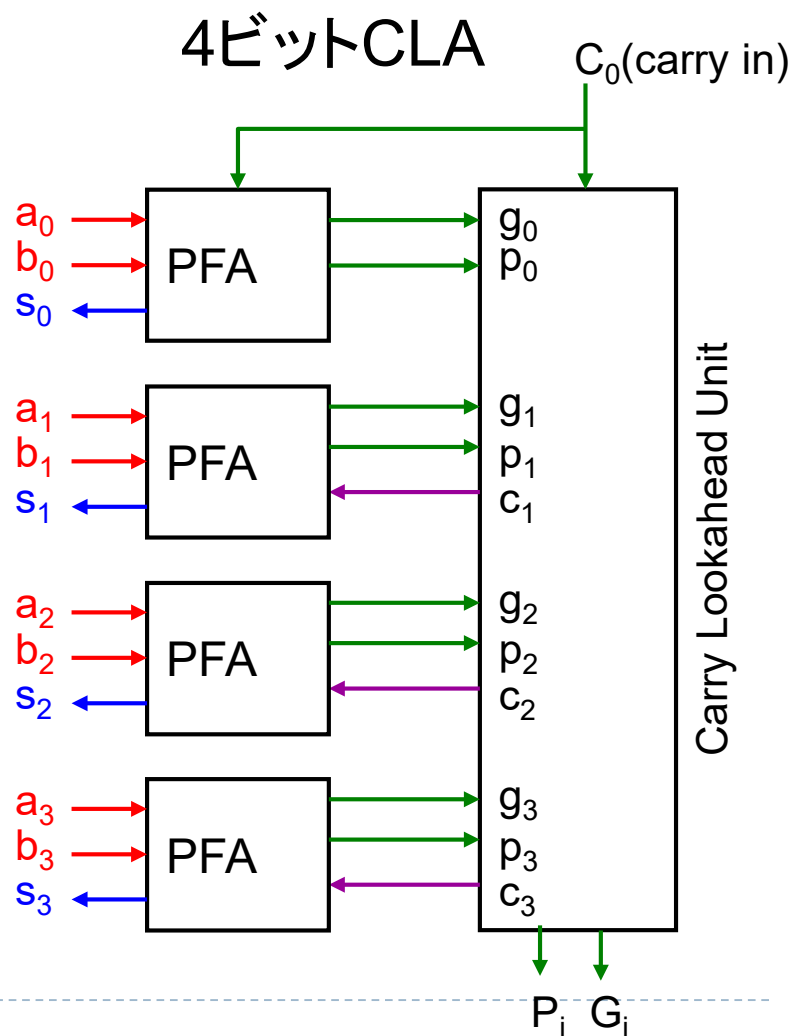 4ビットCLA
C₀(carry in)
a₀
b₀
s₀
PFA
g₀
p₀
a₁
b₁
s₁
PFA
g₁
p₁
c₁
a₂
b₂
s₂
PFA
g₂
p₂
c₂
a₃
b₃
s₃
PFA
g₃
p₃
c₃
Carry Lookahead Unit
Pᵢ Gᵢ